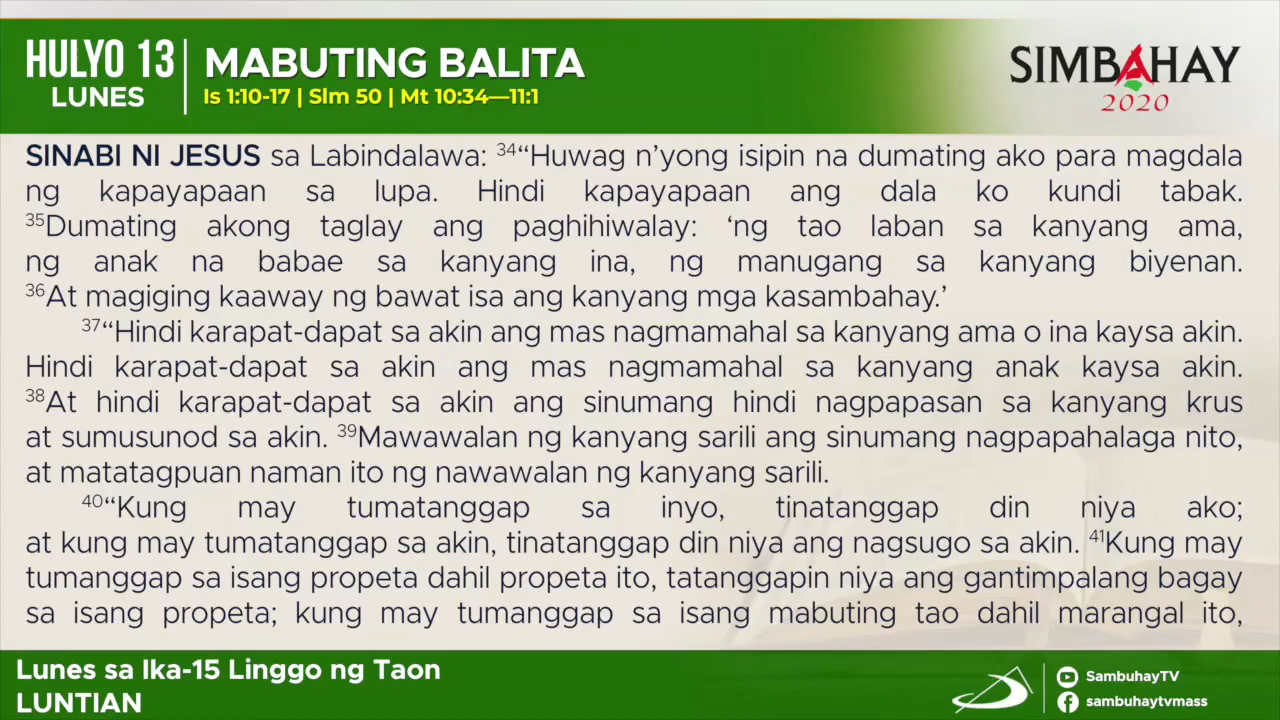 HULYO 13
LUNES
MABUTING BALITA
Is 1:10-17 | Slm 50 | Mt 10:34—11:1
SIMBAHAY
2020
SINABI NI JESUS sa Labindalawa: ³⁴“Huwag n’yong isipin na dumating ako para magdala
ng kapayapaan sa lupa. Hindi kapayapaan ang dala ko kundi tabak.
³⁵Dumating akong taglay ang paghihiwalay: ‘ng tao laban sa kanyang ama,
ng anak na babae sa kanyang ina, ng manugang sa kanyang biyenan.
³⁶At magiging kaaway ng bawat isa ang kanyang mga kasambahay.’
³⁷“Hindi karapat-dapat sa akin ang mas nagmamahal sa kanyang ama o ina kaysa akin.
Hindi karapat-dapat sa akin ang mas nagmamahal sa kanyang anak kaysa akin.
³⁸At hindi karapat-dapat sa akin ang sinumang hindi nagpapasan sa kanyang krus
at sumusunod sa akin. ³⁹Mawawalan ng kanyang sarili ang sinumang nagpapahalaga nito,
at matatagpuan naman ito ng nawawalan ng kanyang sarili.
⁴⁰“Kung may tumatanggap sa inyo, tinatanggap din niya ako;
at kung may tumatanggap sa akin, tinatanggap din niya ang nagsugo sa akin. ⁴¹Kung may
tumanggap sa isang propeta dahil propeta ito, tatanggapin niya ang gantimpalang bagay
sa isang propeta; kung may tumanggap sa isang mabuting tao dahil marangal ito,
Lunes sa Ika-15 Linggo ng Taon
LUNTIAN
SambuhayTV
sambuhaytvmass